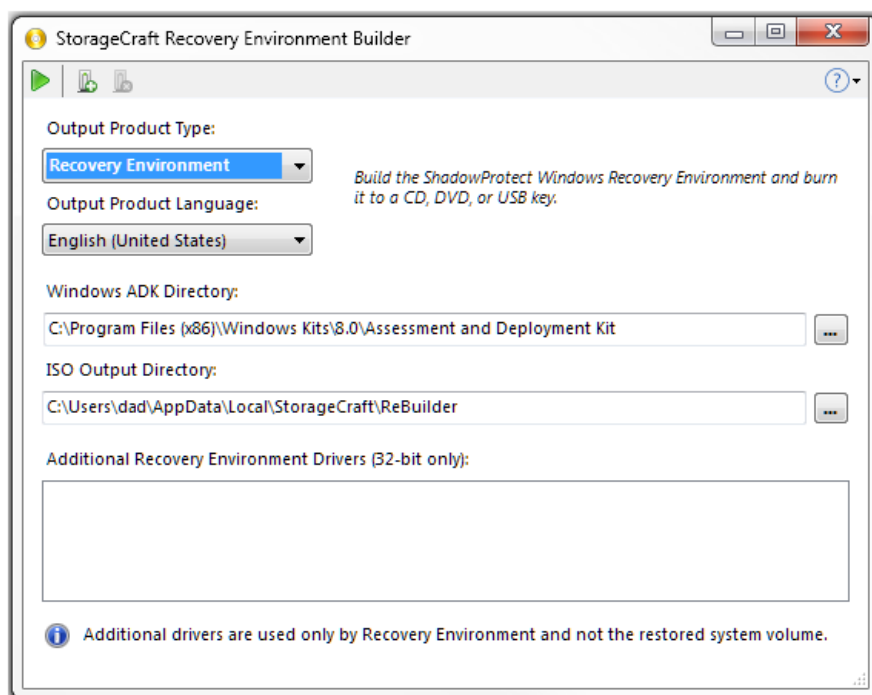 StorageCraft Recovery Environment Builder
Output Product Type:
Recovery Environment
Build the ShadowProtect Windows Recovery Environment and burn
it to a CD, DVD, or USB key.
Output Product Language:
English (United States)
Windows ADK Directory:
C:\Program Files (x86)\Windows Kits\8.0\Assessment and Deployment Kit
...
ISO Output Directory:
C:\Users\dad\AppData\Local\StorageCraft\ReBuilder
...
Additional Recovery Environment Drivers (32-bit only):
Additional drivers are used only by Recovery Environment and not the restored system volume.